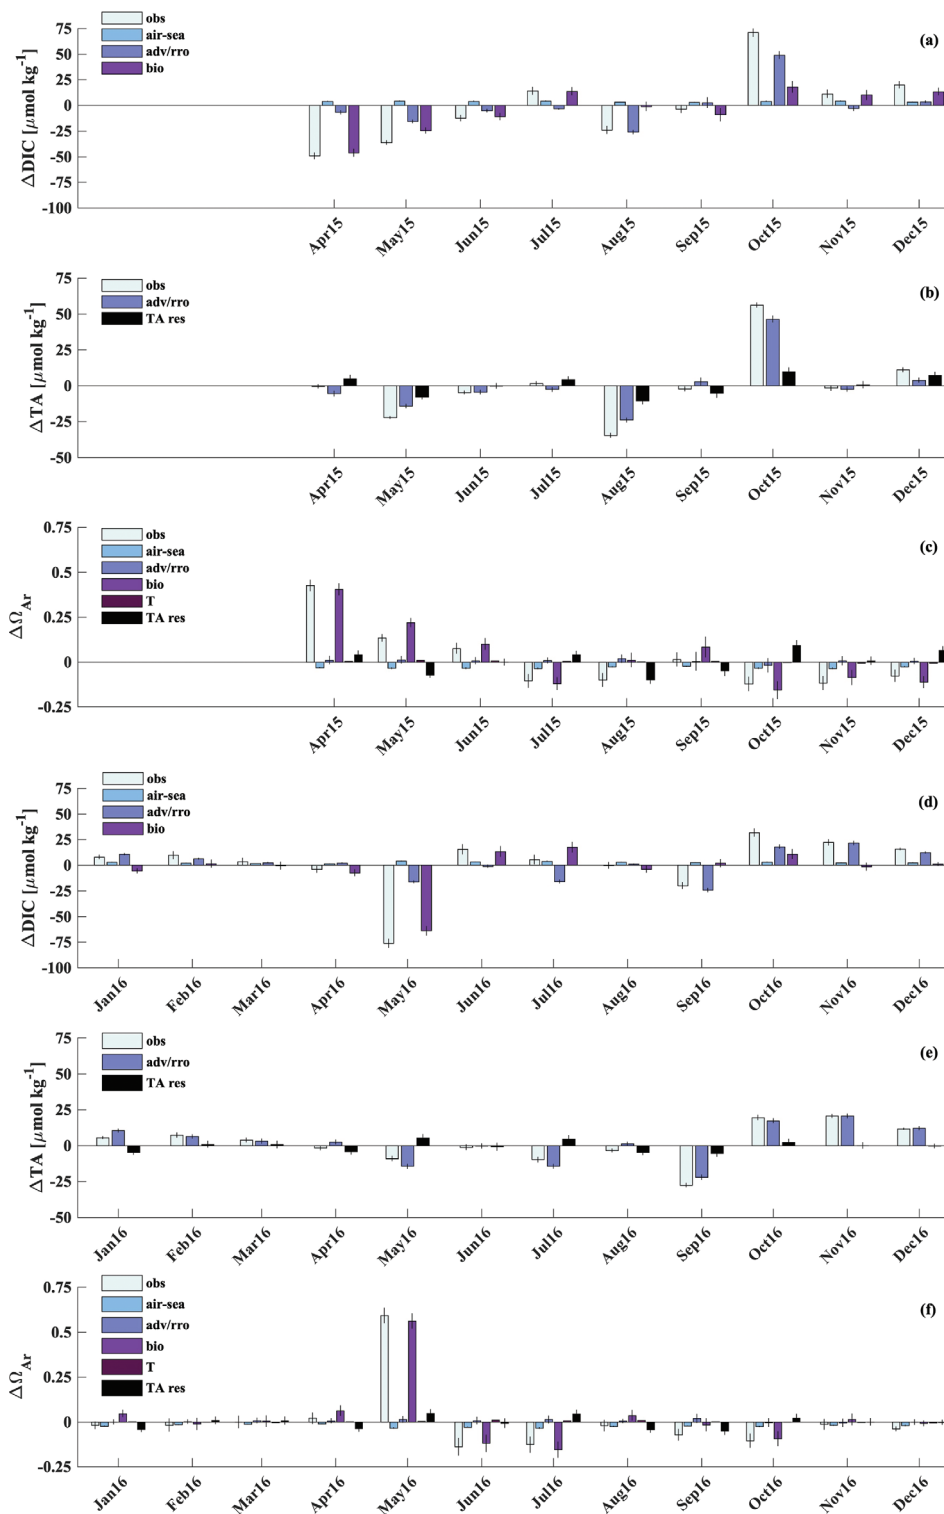 obs
air-sea
adv/rro
bio
(a)
ΔDIC [μmol kg⁻¹]
75
50
25
0
-25
-50
-75
-100
Apr15 May15 Jun15 Jul15 Aug15 Sep15 Oct15 Nov15 Dec15
obs
adv/rro
TA res
(b)
ΔTA [μmol kg⁻¹]
75
50
25
0
-25
-50
Apr15 May15 Jun15 Jul15 Aug15 Sep15 Oct15 Nov15 Dec15
obs
air-sea
adv/rro
bio
T
TA res
(c)
ΔΩAr
0.75
0.5
0.25
0
-0.25
Apr15 May15 Jun15 Jul15 Aug15 Sep15 Oct15 Nov15 Dec15
obs
air-sea
adv/rro
bio
(d)
ΔDIC [μmol kg⁻¹]
75
50
25
0
-25
-50
-75
-100
Jan16 Feb16 Mar16 Apr16 May16 Jun16 Jul16 Aug16 Sep16 Oct16 Nov16 Dec16
obs
adv/rro
TA res
(e)
ΔTA [μmol kg⁻¹]
75
50
25
0
-25
-50
Jan16 Feb16 Mar16 Apr16 May16 Jun16 Jul16 Aug16 Sep16 Oct16 Nov16 Dec16
obs
air-sea
adv/rro
bio
T
TA res
(f)
ΔΩAr
0.75
0.5
0.25
0
-0.25
Jan16 Feb16 Mar16 Apr16 May16 Jun16 Jul16 Aug16 Sep16 Oct16 Nov16 Dec16